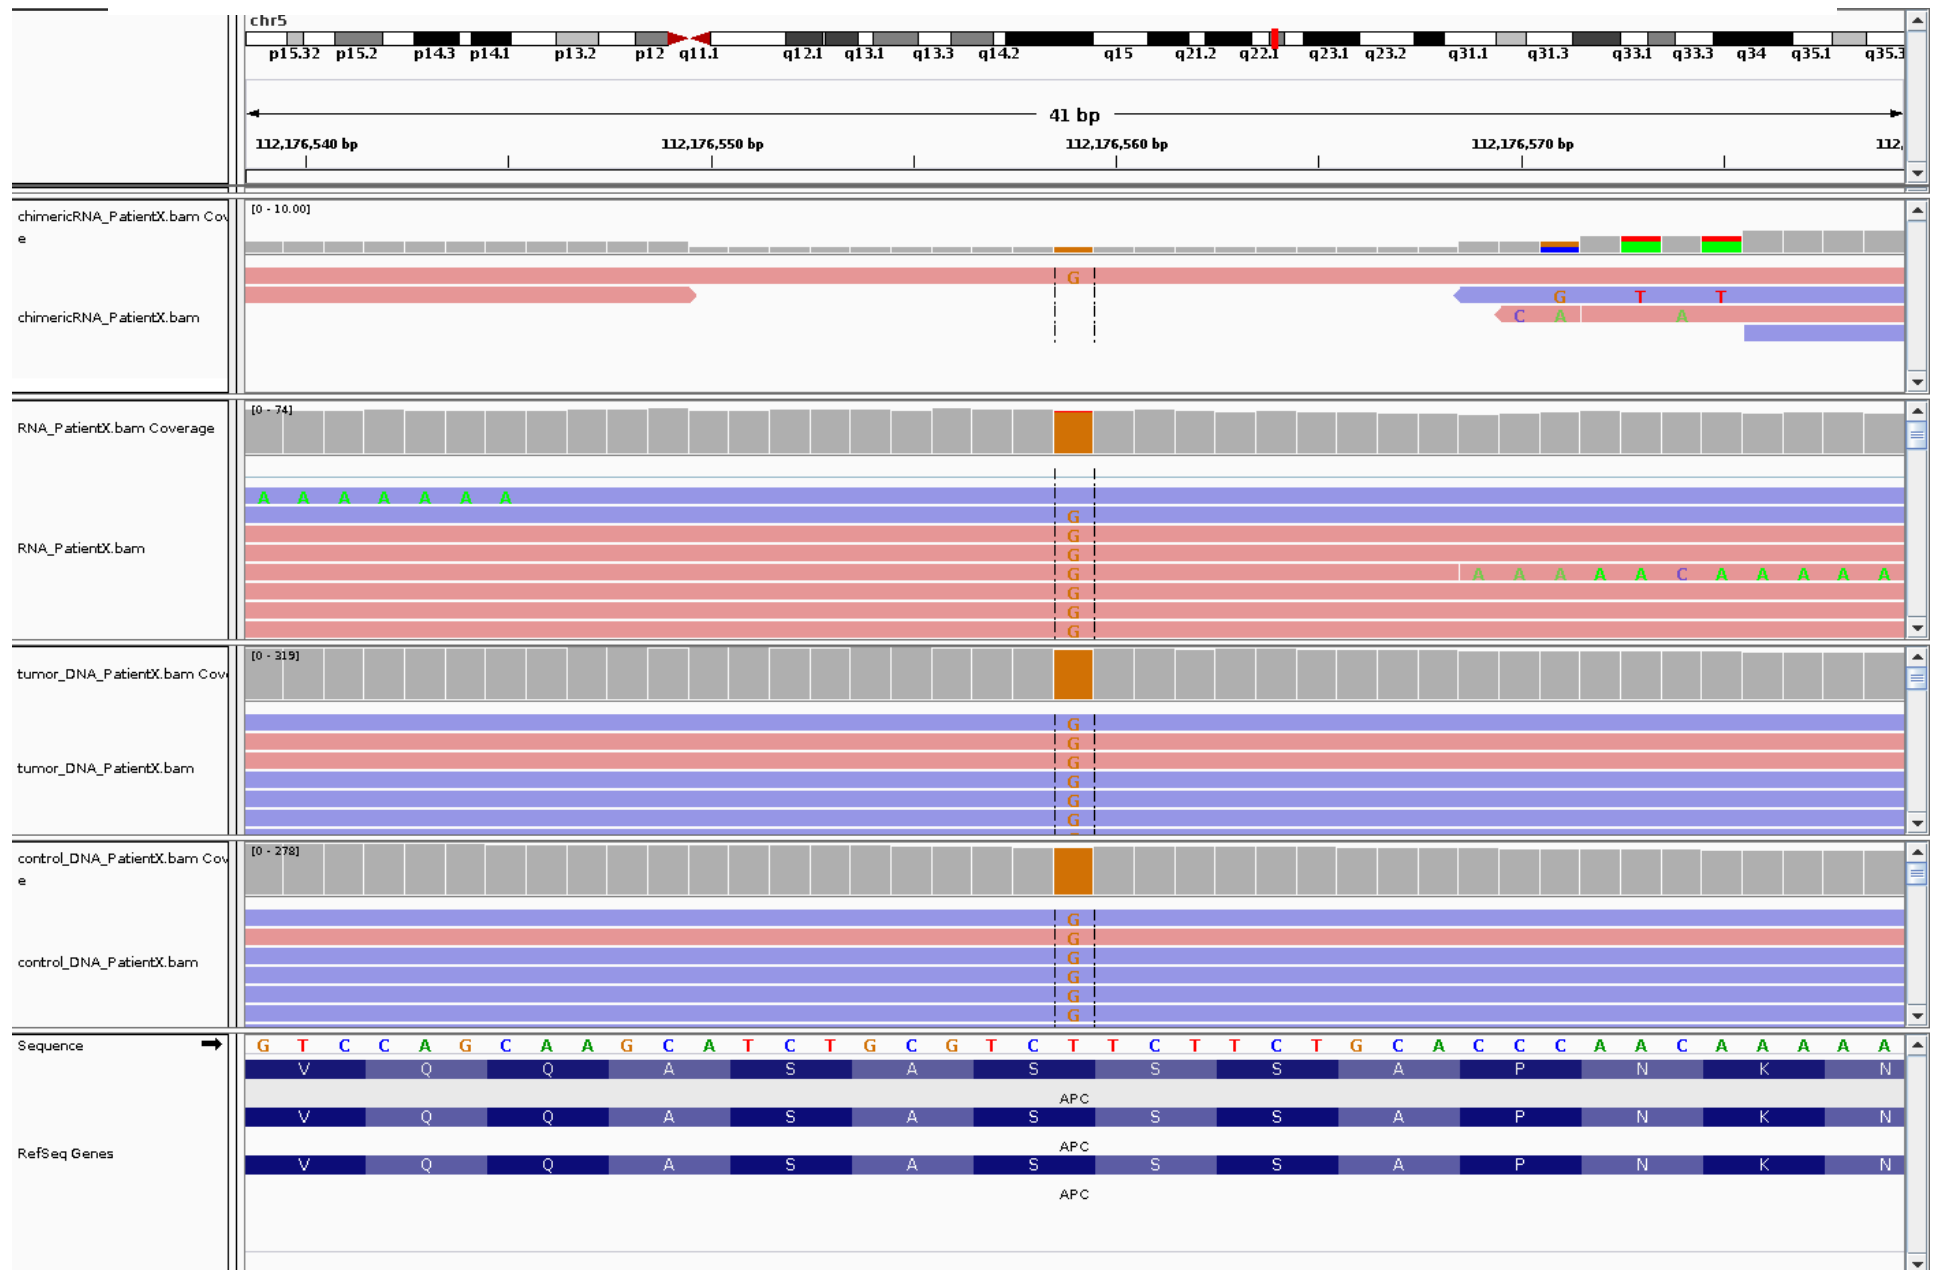 chr5
p15.32 p15.2 p14.3 p14.1 p13.2 p12 q11.1 q12.1 q13.1 q13.3 q14.2 q15 q21.2 q22.1 q23.1 q23.2 q31.1 q31.3 q33.1 q33.3 q34 q35.1 q35.3
41 bp
112,176,540 bp 112,176,550 bp 112,176,560 bp 112,176,570 bp 112,
chimericRNA_PatientX.bam Cov
e
[0 - 10.00]
G
G T T
chimericRNA_PatientX.bam
C A A
RNA_PatientX.bam Coverage
[0 - 74]
A A A A A A A
G
G
RNA_PatientX.bam
G
G A A A A A C A A A A A
G
G
G
tumor_DNA_PatientX.bam Cov
[0 - 319]
G
G
tumor_DNA_PatientX.bam
G
G
G
G
control_DNA_PatientX.bam Cov
e
[0 - 278]
G
G
control_DNA_PatientX.bam
G
G
G
G
Sequence
G T C C A G C A A G C A T C T G C G T C T T C T T C T G C A C C C A A C A A A A A
V Q Q A S A S S S A P N K N
APC
V Q Q A S A S S S A P N K N
APC
RefSeq Genes
V Q Q A S A S S S A P N K N
APC